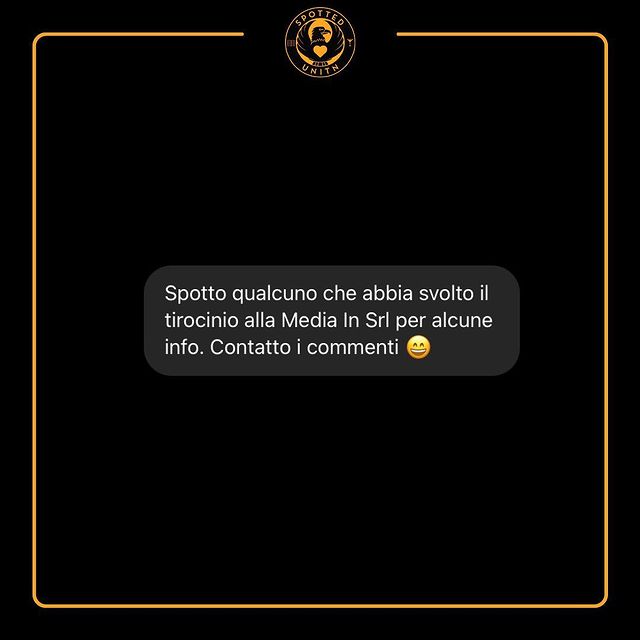 SPOTTED
UNITN
Spotto qualcuno che abbia svolto il
tirocinio alla Media In Srl per alcune
info. Contatto i commenti 😄